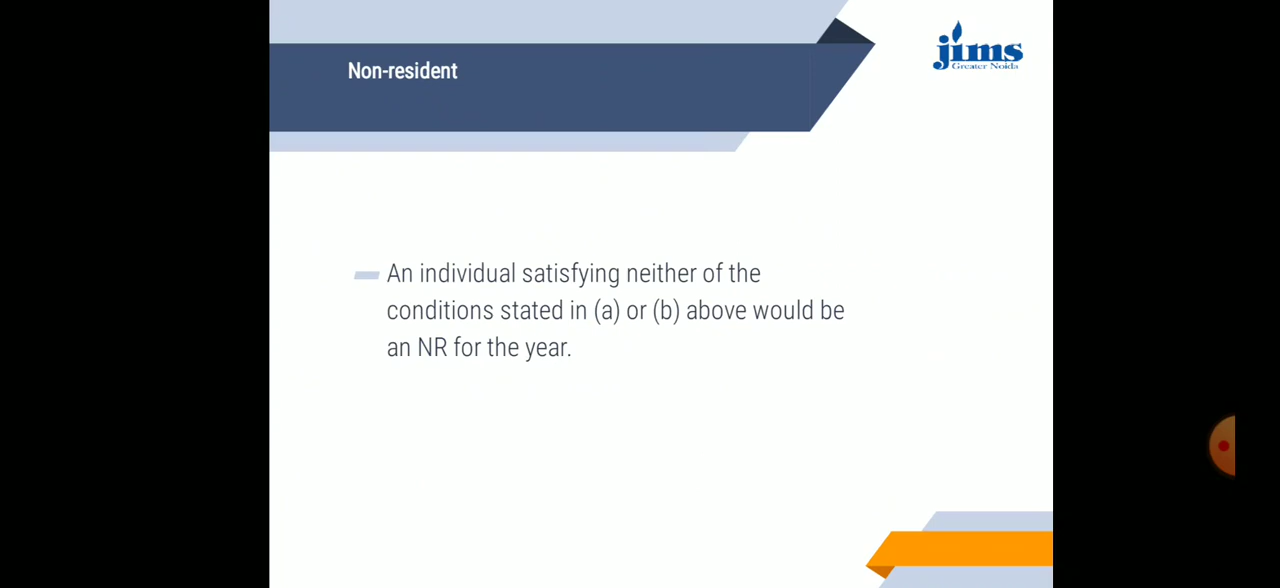 Non-resident
jims
Greater Noida
An individual satisfying neither of the
conditions stated in (a) or (b) above would be
an NR for the year.